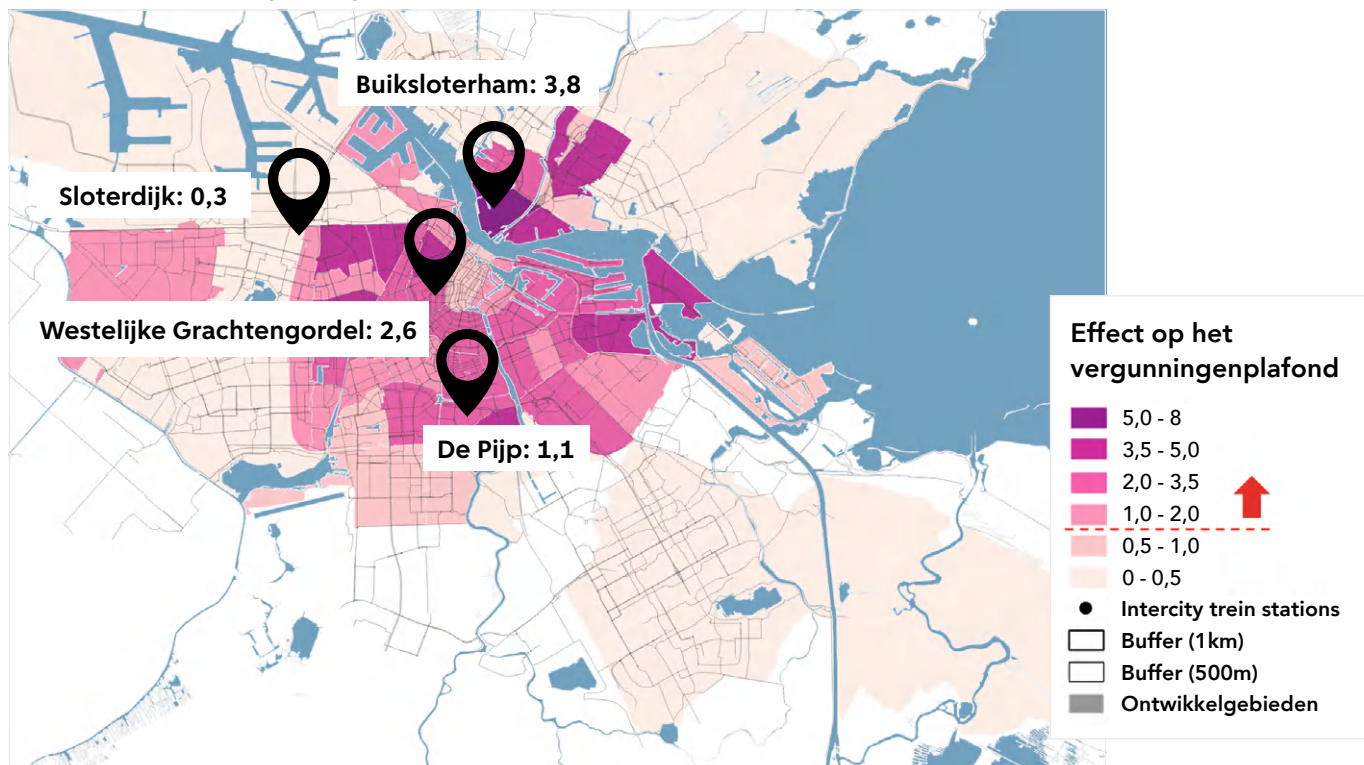 Buiksloterham: 3,8
Sloterdijk: 0,3
Westelijke Grachtengordel: 2,6
De Pijp: 1,1
Effect op het
vergunningenplafond
5,0 - 8
3,5 - 5,0
2,0 - 3,5
1,0 - 2,0
0,5 - 1,0
0 - 0,5
Intercity trein stations
Buffer (1km)
Buffer (500m)
Ontwikkelgebieden